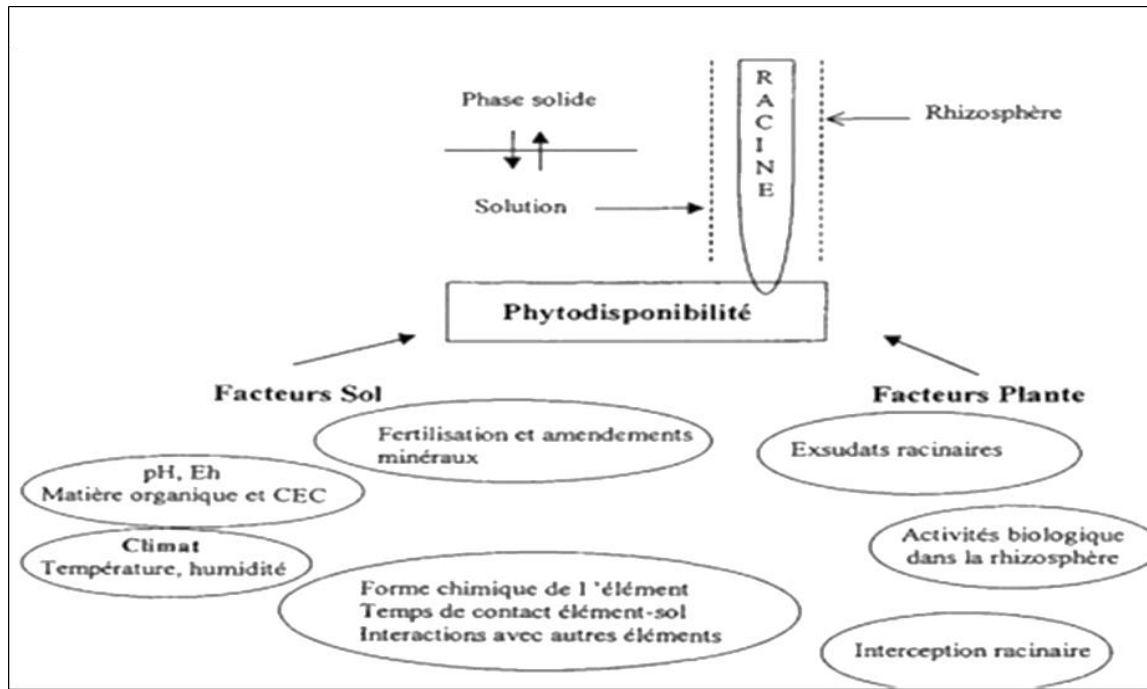 Phase solide
RACINE
Rhizosphère
Solution
Phytodisponibilité
Facteurs Sol
Facteurs Plante
Fertilisation et amendements
minéraux
Exsudats racinaires
pH, Eh
Matière organique et CEC
Climat
Température, humidité
Activités biologique
dans la rhizosphère
Forme chimique de l 'élément
Temps de contact élément-sol
Interactions avec autres éléments
Interception racinaire